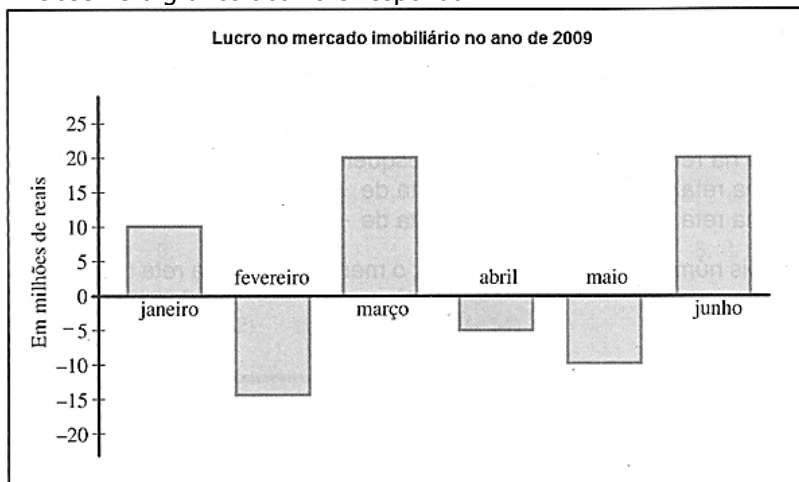 Lucro no mercado imobiliário no ano de 2009
Em milhões de reais
25
20
15
10
5
0
−5
−10
−15
−20
janeiro
fevereiro
março
abril
maio
junho